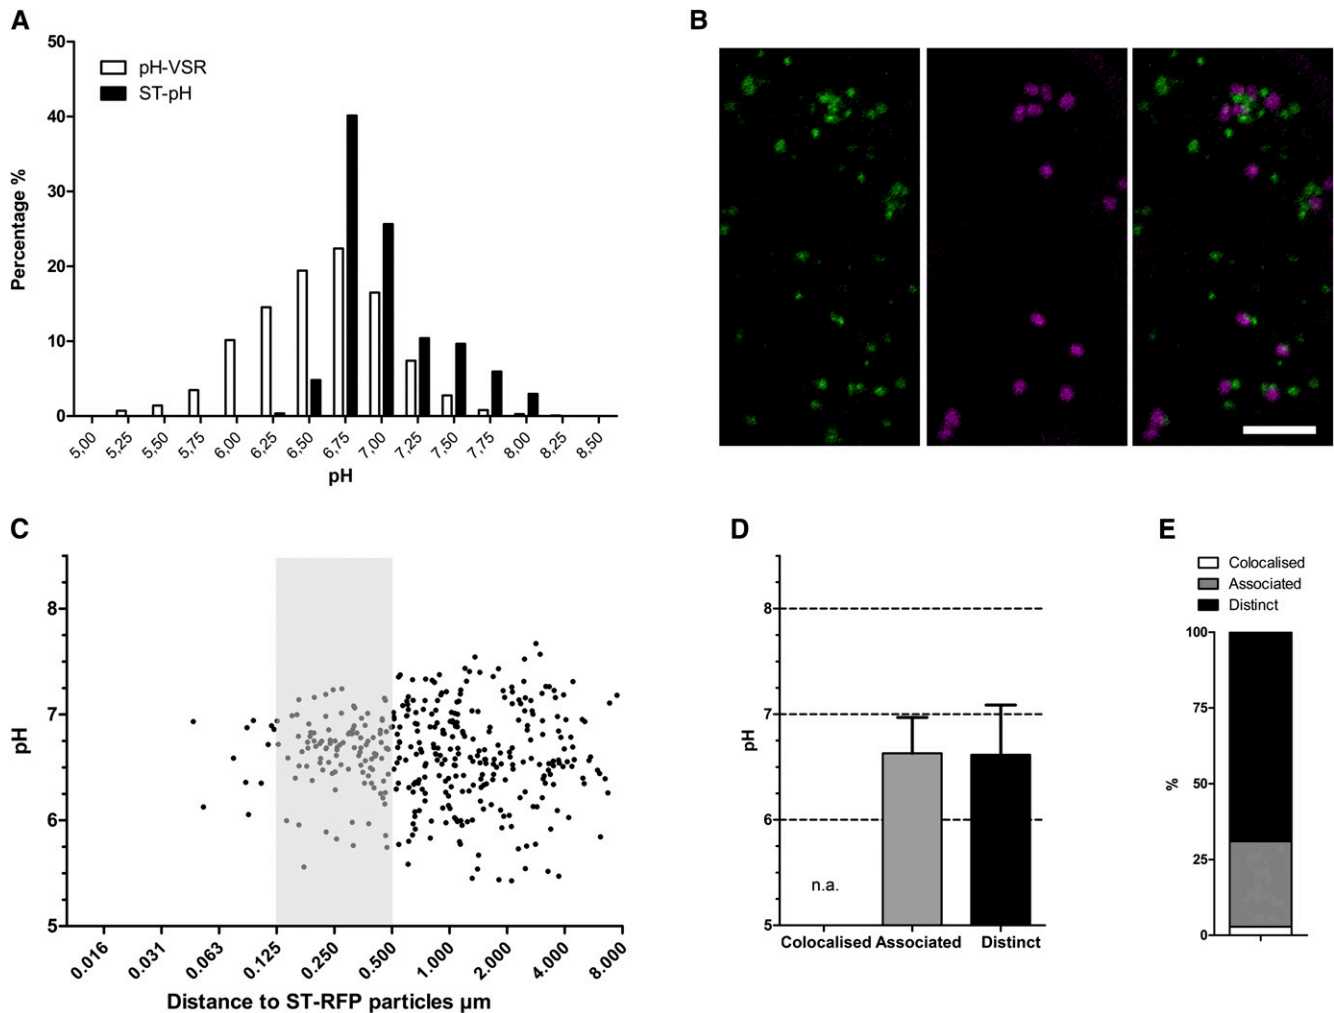 A
50
40
30
20
10
0
Percentage %
pH-VSR
ST-pH
5,00 5,25 5,50 5,75 6,00 6,25 6,50 6,75 7,00 7,25 7,50 7,75 8,00 8,25 8,50
pH
B
C
8
7
6
5
pH
0.016 0.031 0.063 0.125 0.250 0.500 1.000 2.000 4.000 8.000
Distance to ST-RFP particles µm
D
8
7
6
5
pH
n.a.
Colocalised Associated Distinct
E
Colocalised
Associated
Distinct
100
75
50
25
0
%